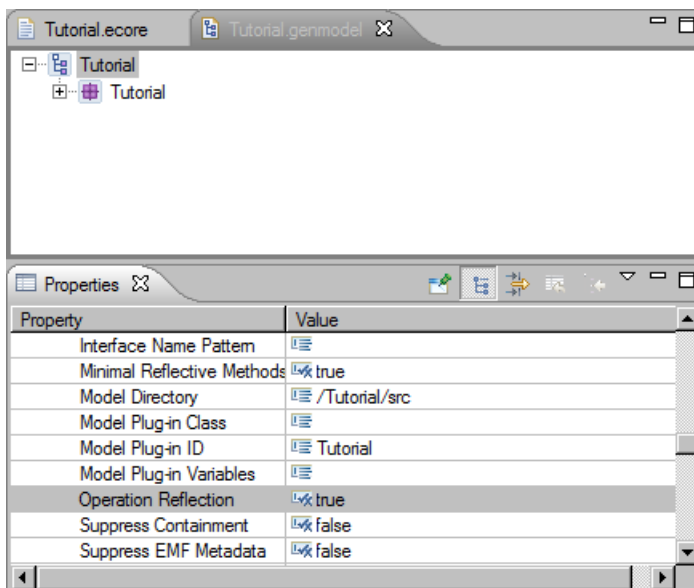 Tutorial.ecore Tutorial.genmodel
Tutorial
Tutorial
Properties
Property Value
Interface Name Pattern
Minimal Reflective Methods true
Model Directory /Tutorial/src
Model Plug-in Class
Model Plug-in ID Tutorial
Model Plug-in Variables
Operation Reflection true
Suppress Containment false
Suppress EMF Metadata false